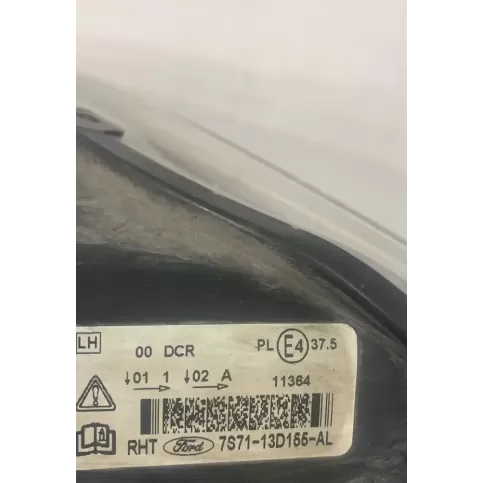 LH 00 DCR PL E4 37.5
↓01 1 ↓02 A 11364
RHT Ford 7S71-13D155-AL